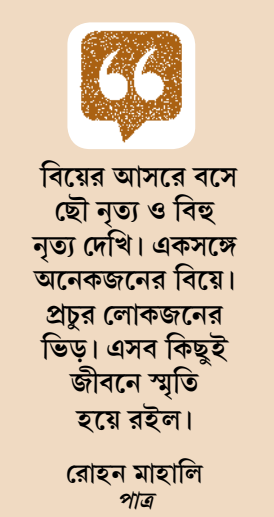 বিয়ের আসরে বসে
ছৌ নৃত্য ও বিহু
নৃত্য দেখি। একসঙ্গে
অনেকজনের বিয়ে।
প্রচুর লোকজনের
ভিড়। এসব কিছুই
জীবনে স্মৃতি
হয়ে রইল।
রোহন মাহালি
পাত্র